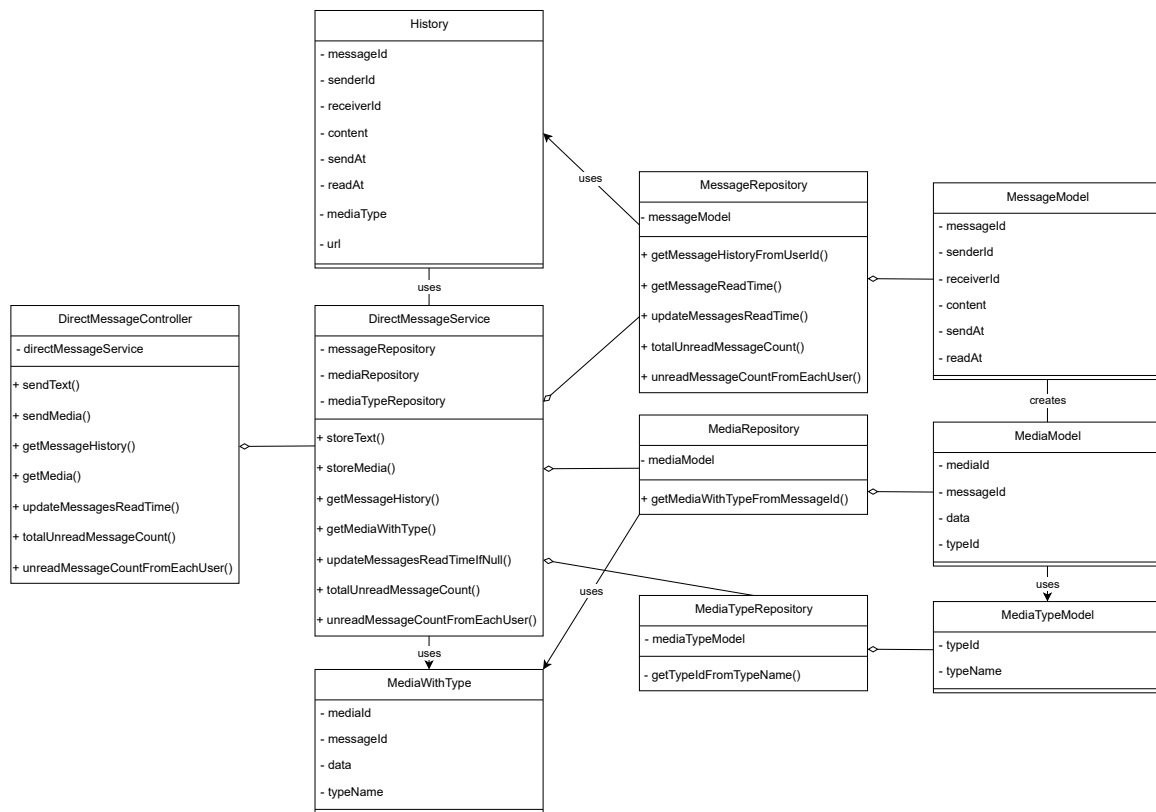 History
- messageId
- senderId
- receiverId
- content
- sendAt
- readAt
- mediaType
- url
uses
uses
MessageRepository
- messageModel
+ getMessageHistoryFromUserId()
+ getMessageReadTime()
+ updateMessagesReadTime()
+ totalUnreadMessageCount()
+ unreadMessageCountFromEachUser()
MessageModel
- messageId
- senderId
- receiverId
- content
- sendAt
- readAt
creates
DirectMessageController
- directMessageService
+ sendText()
+ sendMedia()
+ getMessageHistory()
+ getMedia()
+ updateMessagesReadTime()
+ totalUnreadMessageCount()
+ unreadMessageCountFromEachUser()
DirectMessageService
- messageRepository
- mediaRepository
- mediaTypeRepository
+ storeText()
+ storeMedia()
+ getMessageHistory()
+ getMediaWithType()
+ updateMessagesReadTimeIfNull()
+ totalUnreadMessageCount()
+ unreadMessageCountFromEachUser()
uses
MediaRepository
- mediaModel
+ getMediaWithTypeFromMessageId()
uses
MediaModel
- mediaId
- messageId
- data
- typeId
uses
MediaTypeRepository
- mediaTypeModel
- getTypeIdFromTypeName()
MediaTypeModel
- typeId
- typeName
MediaWithType
- mediaId
- messageId
- data
- typeName